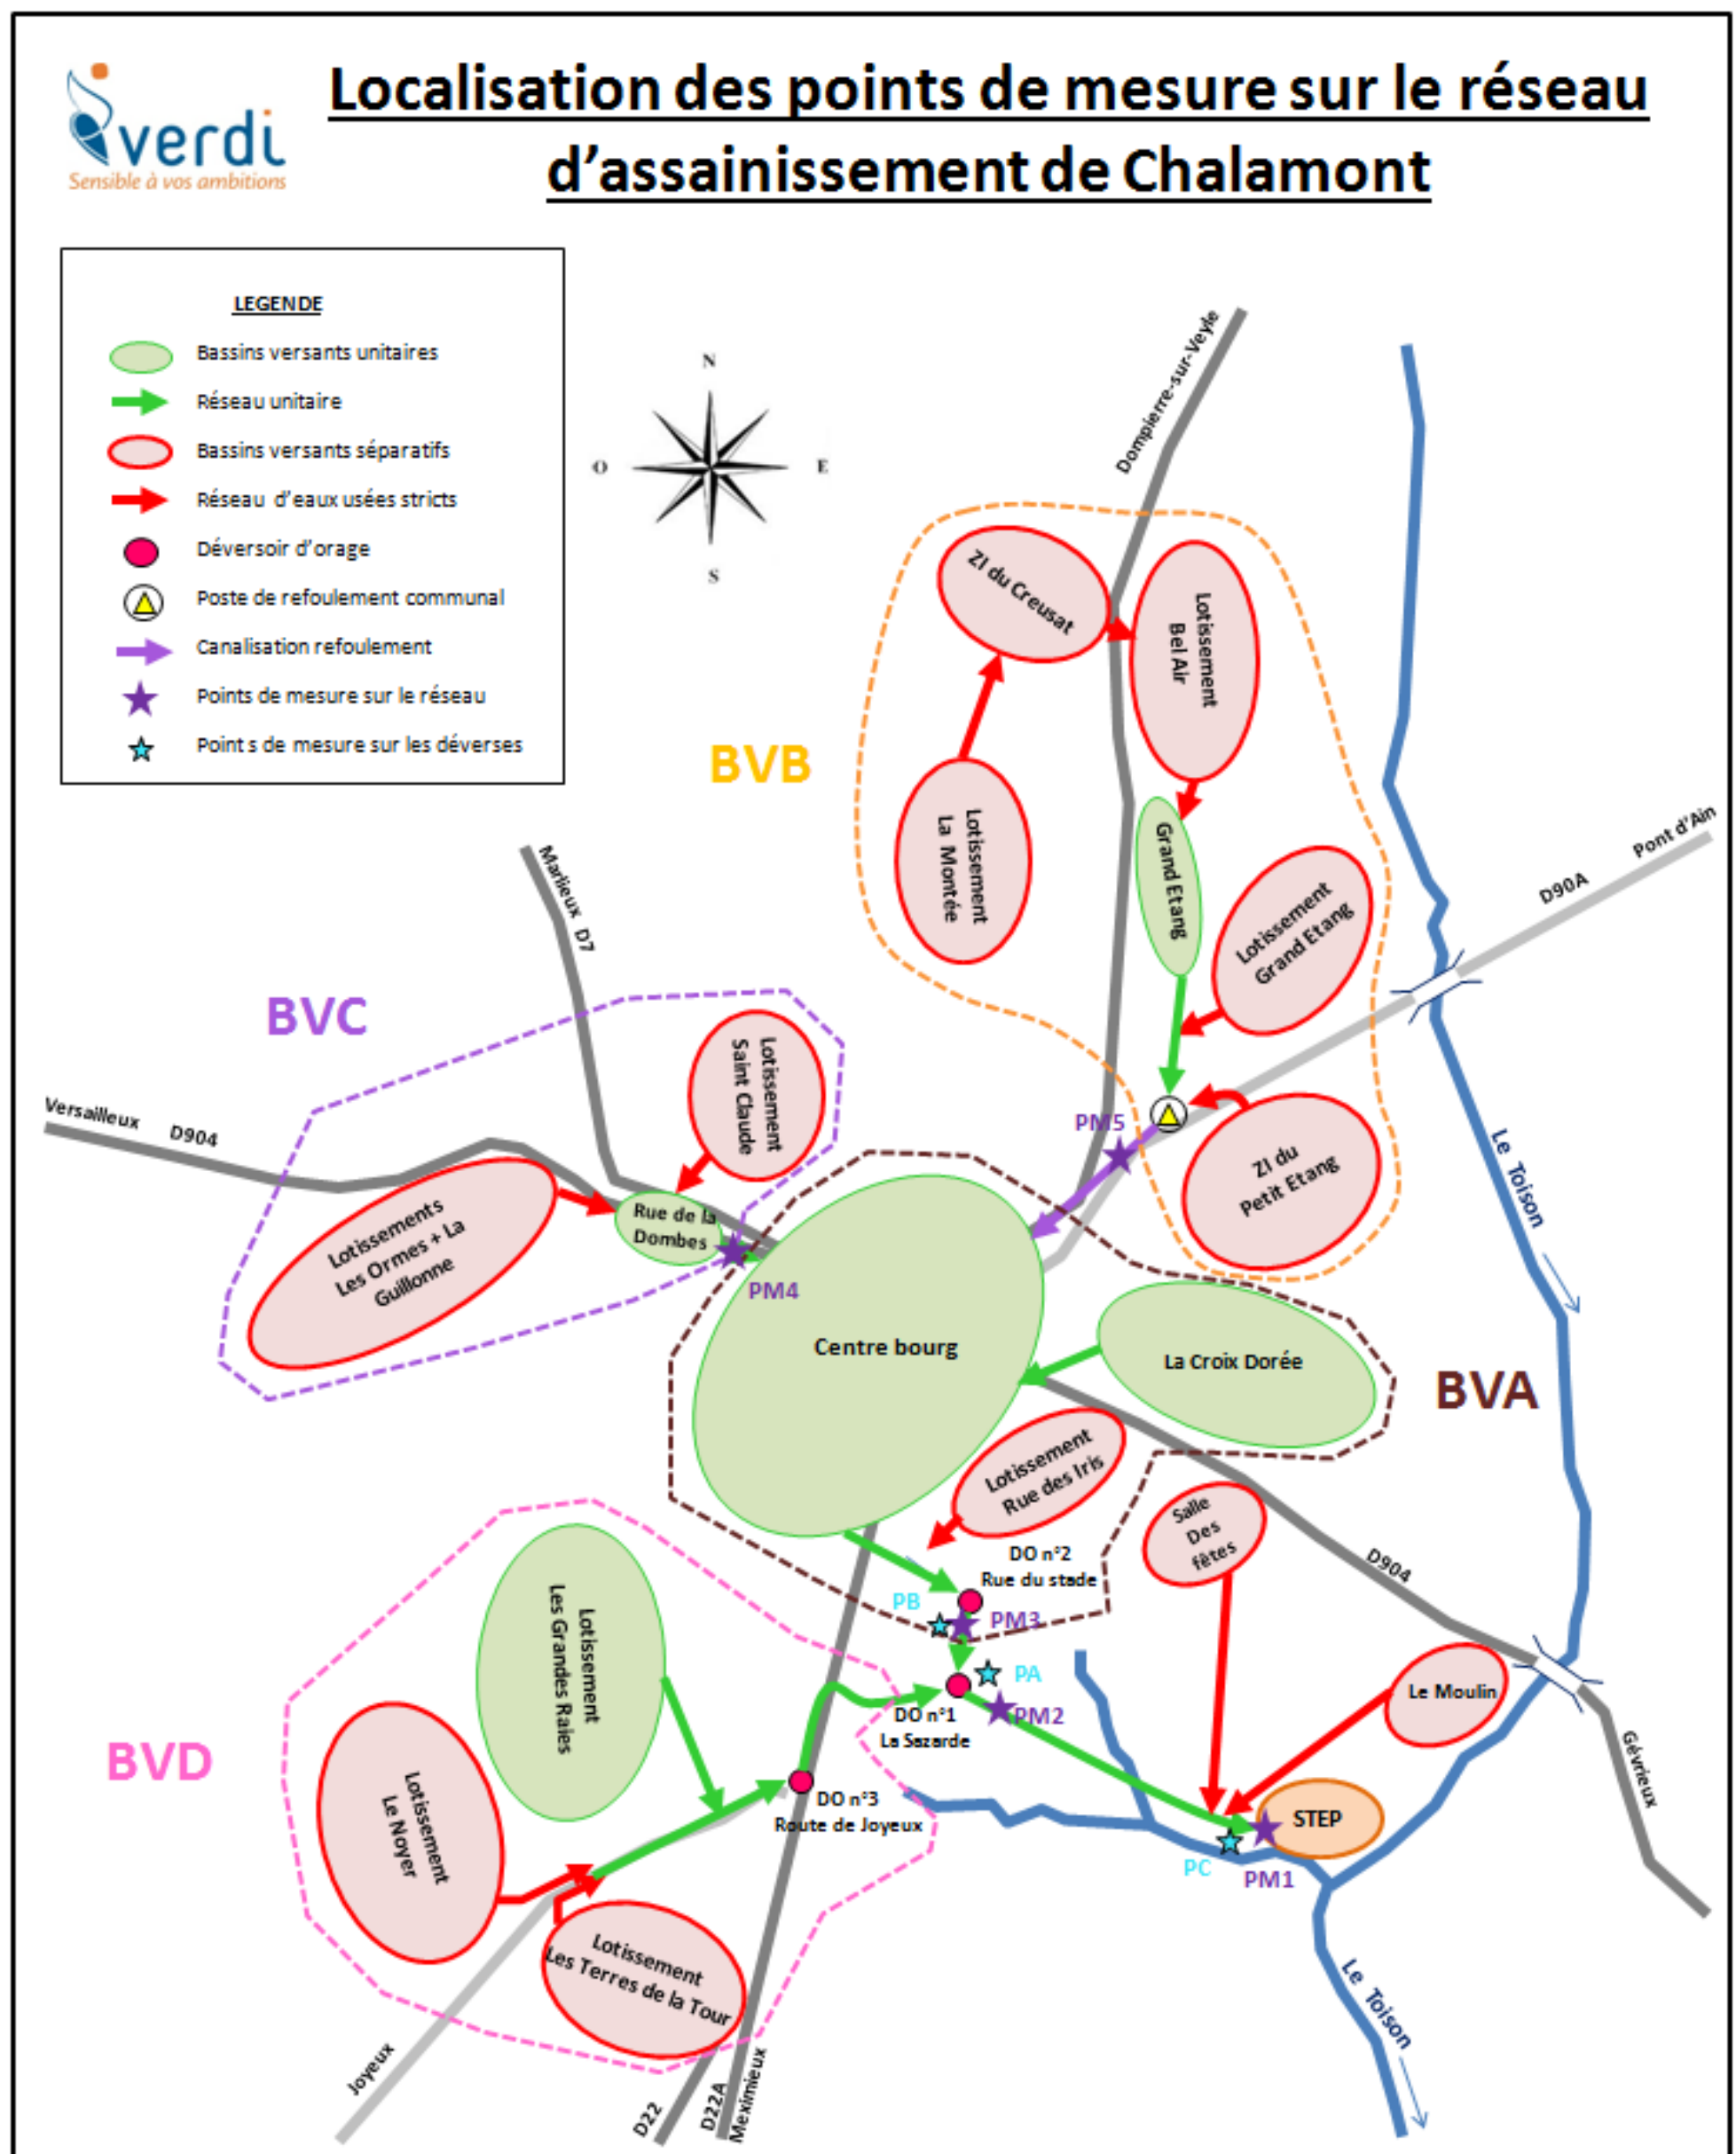 verdi
Sensible à vos ambitions
Localisation des points de mesure sur le réseau
d'assainissement de Chalamont
LEGENDE
Bassins versants unitaires
Réseau unitaire
Bassins versants séparatifs
Réseau d'eaux usées stricts
Déversoir d'orage
Poste de refoulement communal
Canalisation refoulement
Points de mesure sur le réseau
Point s de mesure sur les déverses
N
O
E
S
Dompierre-sur-Veyle
ZI du Creusat
Lotissement
Bel Air
BVB
Lotissement
La Montée
Grand Etang
Lotissement
Grand Etang
Pont d'Ain
D90A
Marlieux D7
BVC
Lotissement
Saint Claude
Versailleux D904
PM5
ZI du
Petit Etang
Le Toison
Lotissements
Les Ormes + La
Guillonne
Rue de la
Dombes
PM4
Centre bourg
La Croix Dorée
BVA
Lotissement
Rue des Iris
Salle
Des
fêtes
D904
DO n°2
Rue du stade
PB
PM3
PA
PM2
DO n°1
La Sazarde
Lotissement
Les Grandes Raies
Le Moulin
Gévrieux
BVD
Lotissement
Le Noyer
DO n°3
Route de Joyeux
STEP
PC
PM1
Lotissement
Les Terres de la Tour
Le Toison
Joyeux
D22
D22A
Meximieux